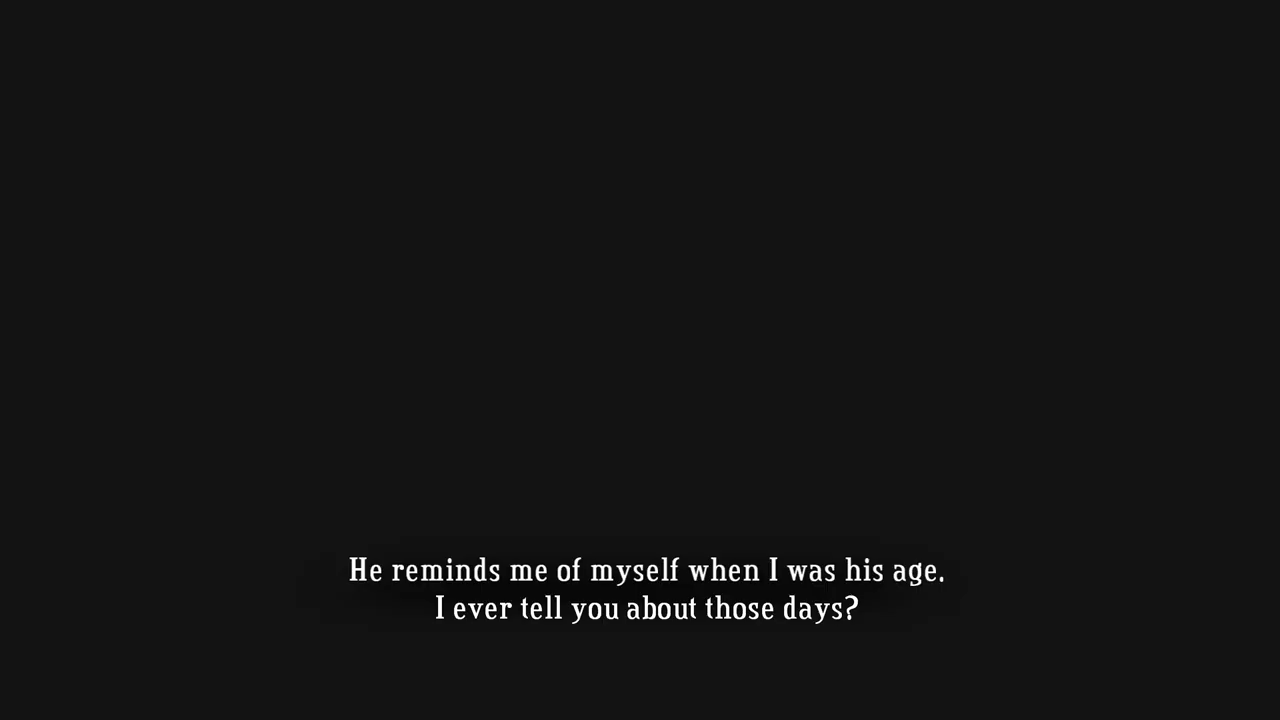 He reminds me of myself when I was his age.
I ever tell you about those days?